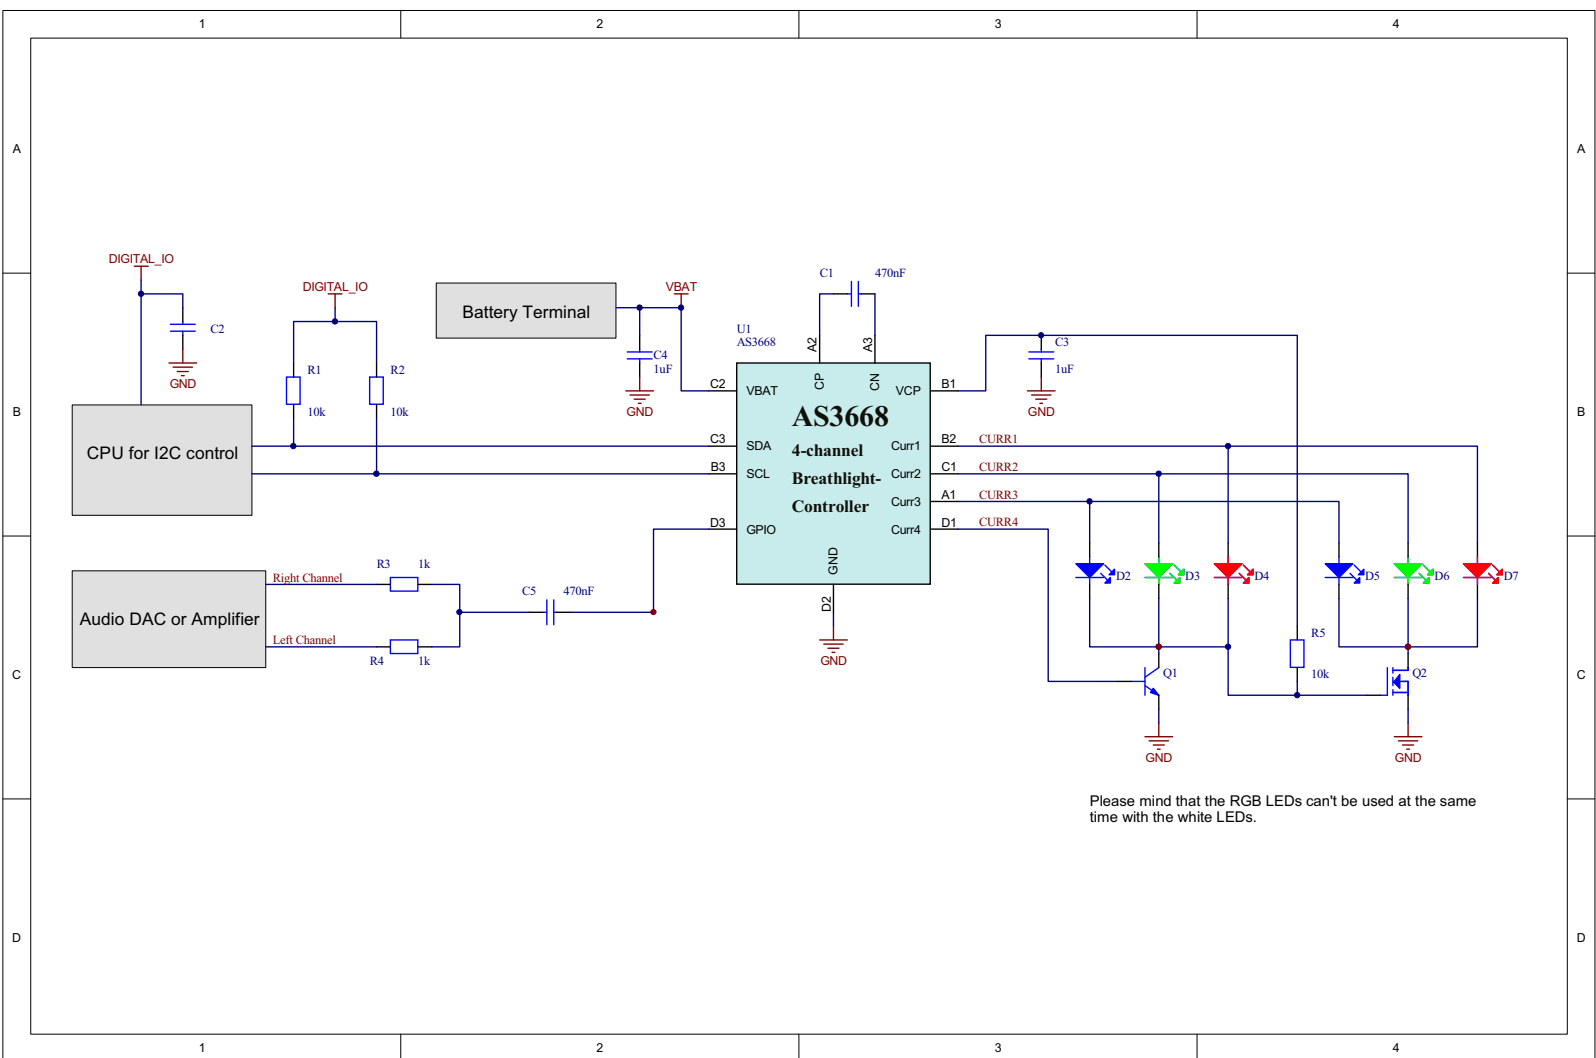 1
2
3
4
A
A
DIGITAL_IO
C2
GND
DIGITAL_IO
R1
10k
R2
10k
Battery Terminal
VBAT
C4
1uF
GND
C1
470nF
U1
AS3668
A2
A3
CP
CN
C2
VBAT
VCP
B1
C3
1uF
GND
B
B
CPU for I2C control
AS3668
4-channel
Breathlight-
Controller
C3
SDA
B3
SCL
D3
GPIO
Curr1
B2
CURR1
Curr2
C1
CURR2
Curr3
A1
CURR3
Curr4
D1
CURR4
GND
D2
GND
Audio DAC or Amplifier
Right Channel
R3
1k
Left Channel
R4
1k
C5
470nF
D2
D3
D4
D5
D6
D7
R5
10k
Q1
Q2
GND
GND
C
C
Please mind that the RGB LEDs can't be used at the same
time with the white LEDs.
D
D
1
2
3
4